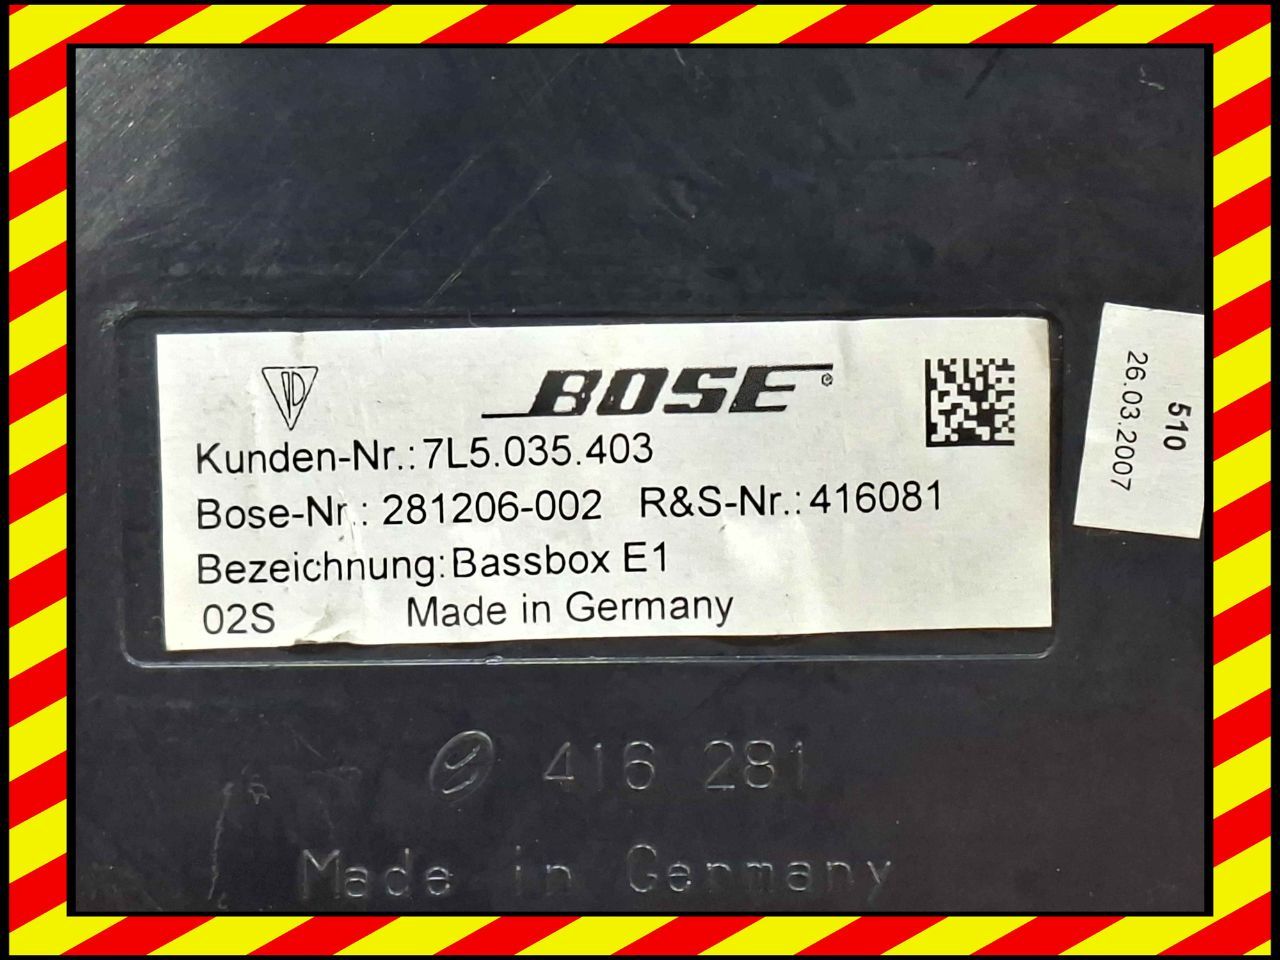 BOSE®
Kunden-Nr.: 7L5.035.403
Bose-Nr.: 281206-002 R&S-Nr.: 416081
Bezeichnung: Bassbox E1
02S Made in Germany
510
26.03.2007
416 281
Made in Germany